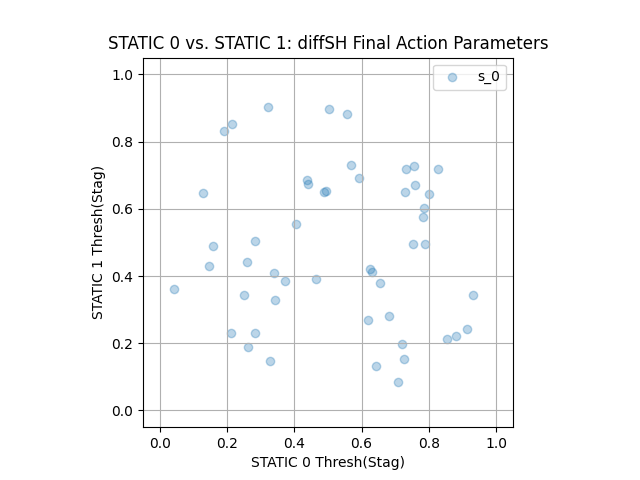 STATIC 0 vs. STATIC 1: diffSH Final Action Parameters
s_0
1.0
0.8
0.6
0.4
0.2
0.0
STATIC 1 Thresh(Stag)
0.0 0.2 0.4 0.6 0.8 1.0
STATIC 0 Thresh(Stag)